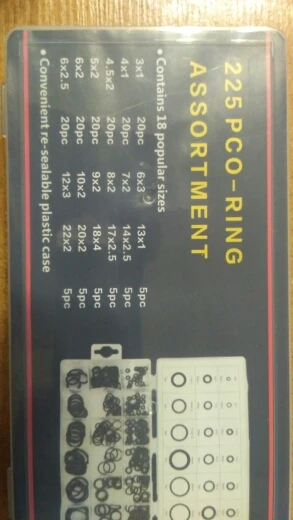 225PCO-RING
ASSORTMENT
• Contains 18 popular sizes
3x1 20pc 6x3 13x1 5pc
4x1 20pc 7x2 14x2.5 5pc
4.5x2 20pc 8x2 17x2.5 5pc
5x2 20pc 9x2 18x4 5pc
6x2 20pc 10x2 20x2 5pc
6x2.5 20pc 12x3 22x2 5pc
• Convenient re-sealable plastic case